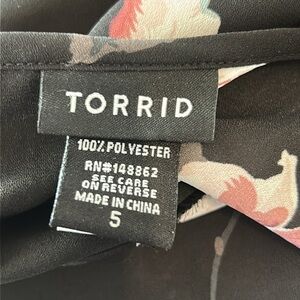 TORRID
100% POLYESTER
RN#148862
SEE CARE
ON REVERSE
MADE IN CHINA
5